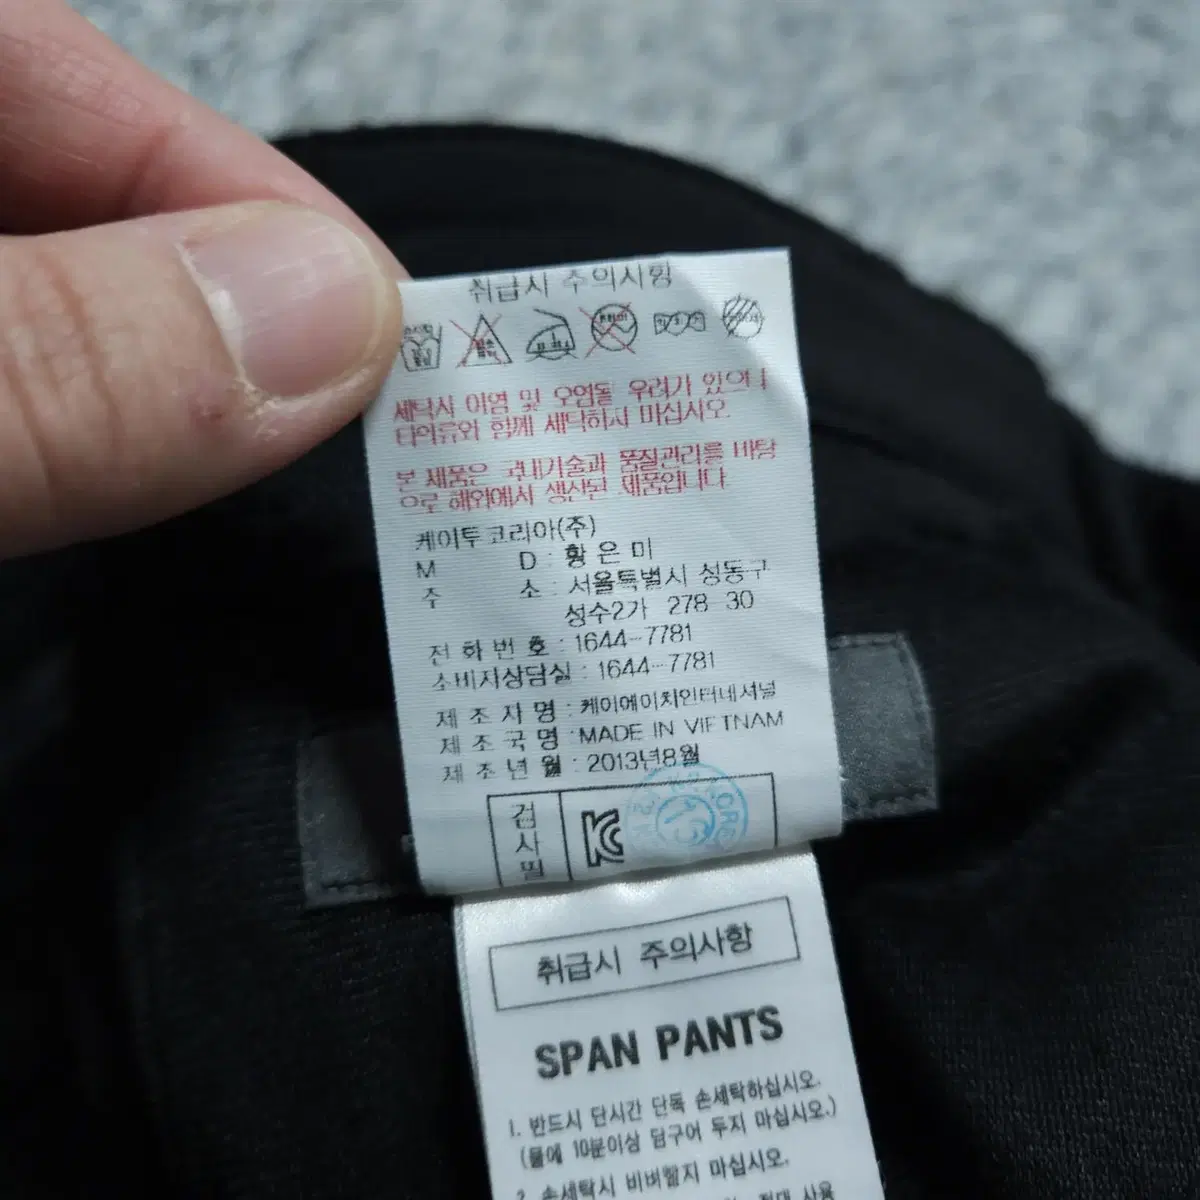 취급시 주의사항
세탁시 이염 및 오염될 우려가 있으니
타의류와 함께 세탁하지 마십시오.
본 제품은 국내기술과 품질관리를 바탕
으로 해외에서 생산된 제품입니다.
케이투코리아(주)
M D : 황은미
주 소 : 서울특별시 성동구
성수2가 278-30
전화번호 : 1644-7781
소비자상담실 : 1644-7781
제조자명 : 케이에이치인터네셔널
제조국명 : MADE IN VIETNAM
제조년월 : 2013년8월
검사필
취급시 주의사항
SPAN PANTS
1. 반드시 단시간 단독 손세탁하십시오.
(물에 10분이상 담구어 두지 마십시오.)
2. 손세탁시 비벼빨지 마십시오.
절대 사용